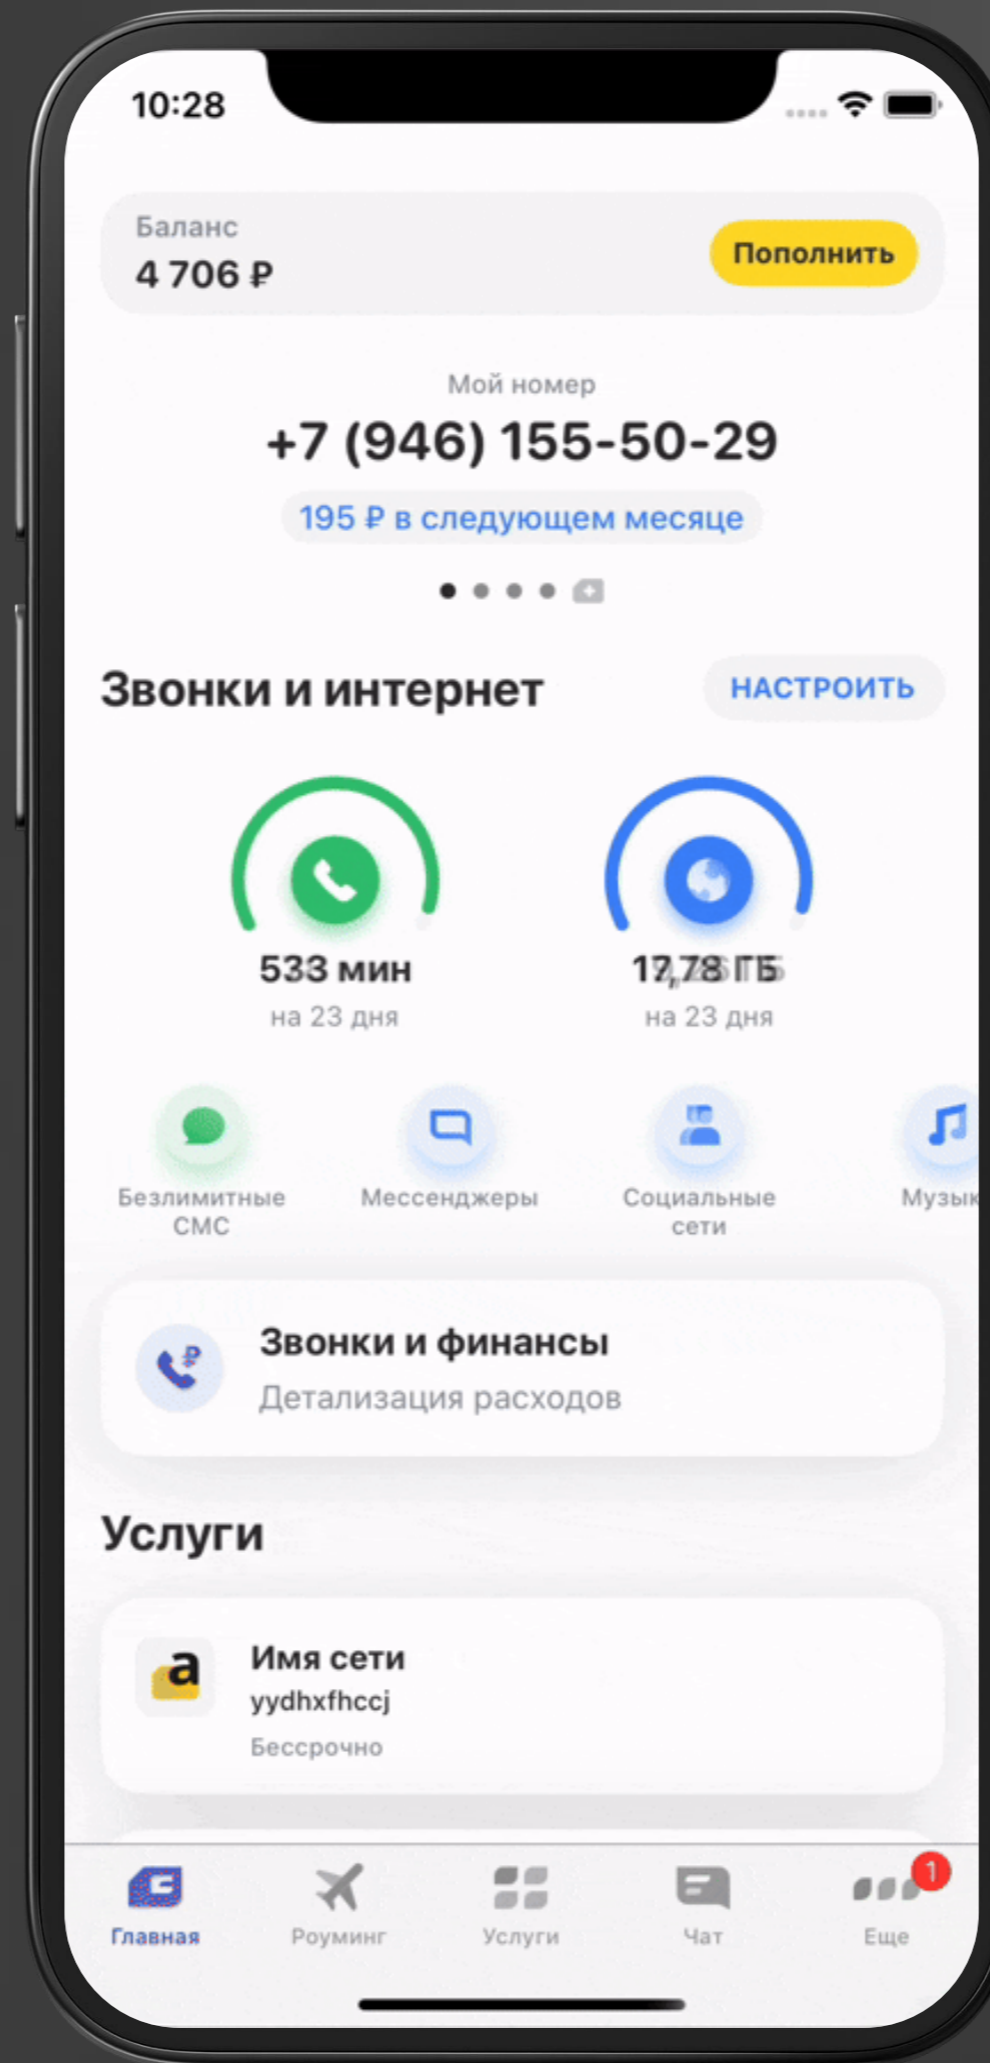 10:28
Баланс
4 706 ₽
Пополнить
Мой номер
+7 (946) 155-50-29
195 ₽ в следующем месяце
Звонки и интернет
НАСТРОИТЬ
мин
ГБ
на 23 дня
на 23 дня
Безлимитные
СМС
Мессенджеры
Социальные
сети
Музык
Звонки и финансы
Детализация расходов
Услуги
a
Имя сети
yydhxfhccj
Бессрочно
1
Главная
Роуминг
Услуги
Чат
Еще